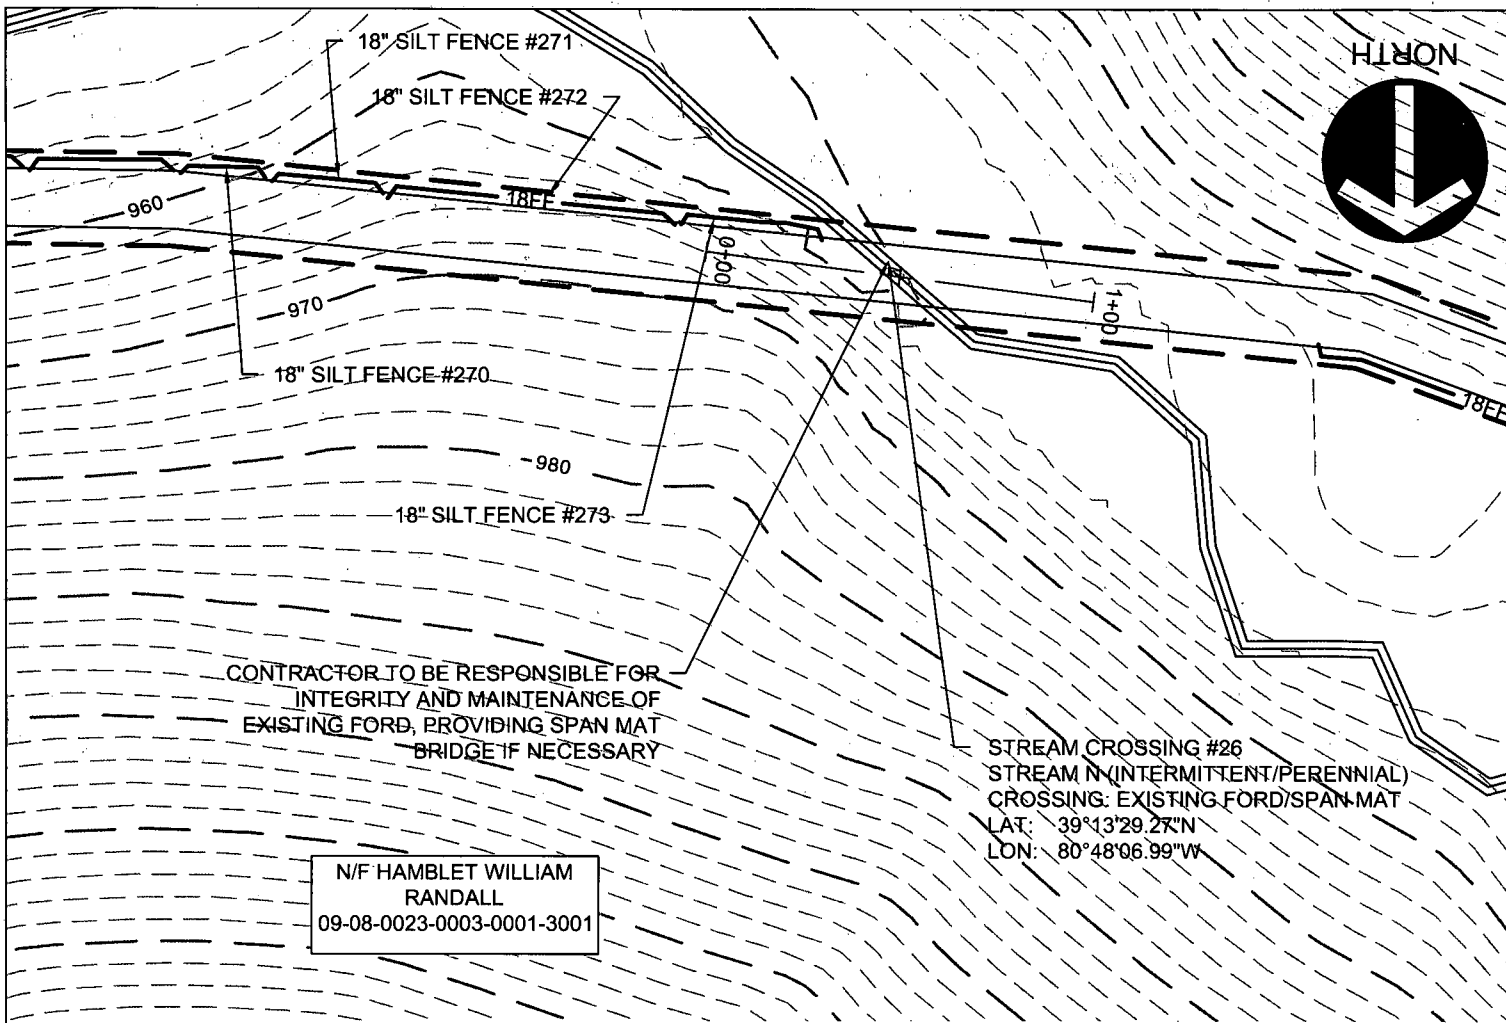 18" SILT FENCE #271
NORTH
18" SILT FENCE #272
960
18FF
0+00
970
1+00
18" SILT FENCE #270
18FF
980
18" SILT FENCE #273
CONTRACTOR TO BE RESPONSIBLE FOR
INTEGRITY AND MAINTENANCE OF
EXISTING FORD, PROVIDING SPAN MAT
BRIDGE IF NECESSARY
STREAM CROSSING #26
STREAM N (INTERMITTENT/PERENNIAL)
CROSSING: EXISTING FORD/SPAN MAT
LAT: 39°13'29.27"N
LON: 80°48'06.99"W
N/F HAMBLET WILLIAM
RANDALL
09-08-0023-0003-0001-3001